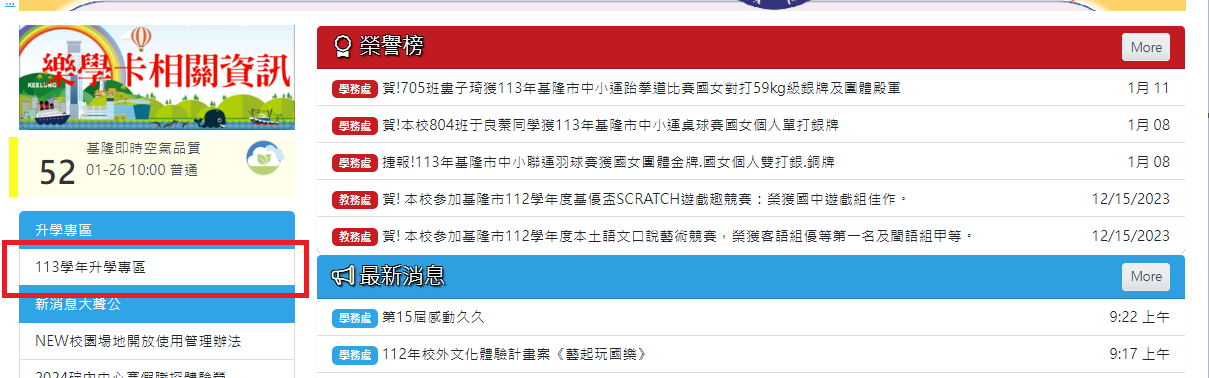 樂學卡相關資訊
KEELUNG
52
基隆即時空氣品質
01-26 10:00 普通
升學專區
113學年升學專區
新消息大聲公
NEW校園場地開放使用管理辦法
榮譽榜
More
學務處 賀!705班婁子琦獲113年基隆市中小運跆拳道比賽國女對打59kg級銀牌及團體殿軍 1月 11
學務處 賀!本校804班于良蘂同學獲113年基隆市中小運桌球賽國女個人單打銀牌 1月 08
學務處 捷報!113年基隆市中小聯運羽球賽獲國女團體金牌.國女個人雙打銀.銅牌 1月 08
教務處 賀! 本校參加基隆市112學年度基優盃SCRATCH遊戲趣競賽：榮獲國中遊戲組佳作。 12/15/2023
教務處 賀! 本校參加基隆市112學年度本土語文口說藝術競賽，榮獲客語組優等第一名及閩語組甲等。 12/15/2023
最新消息
More
學務處 第15屆感動久久 9:22 上午
學務處 112年校外文化體驗計畫案《藝起玩國樂》 9:17 上午